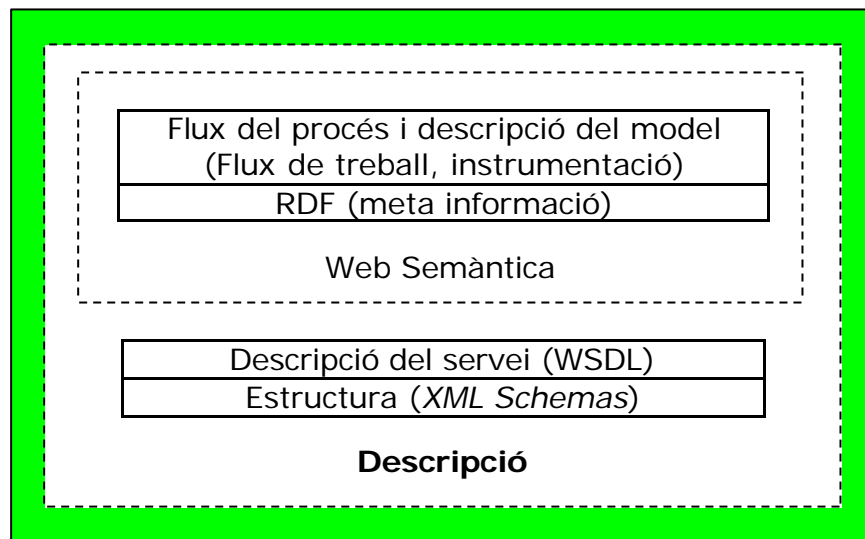 Flux del procés i descripció del model
(Flux de treball, instrumentació)
RDF (meta informació)
Web Semàntica
Descripció del servei (WSDL)
Estructura (XML Schemas)
Descripció